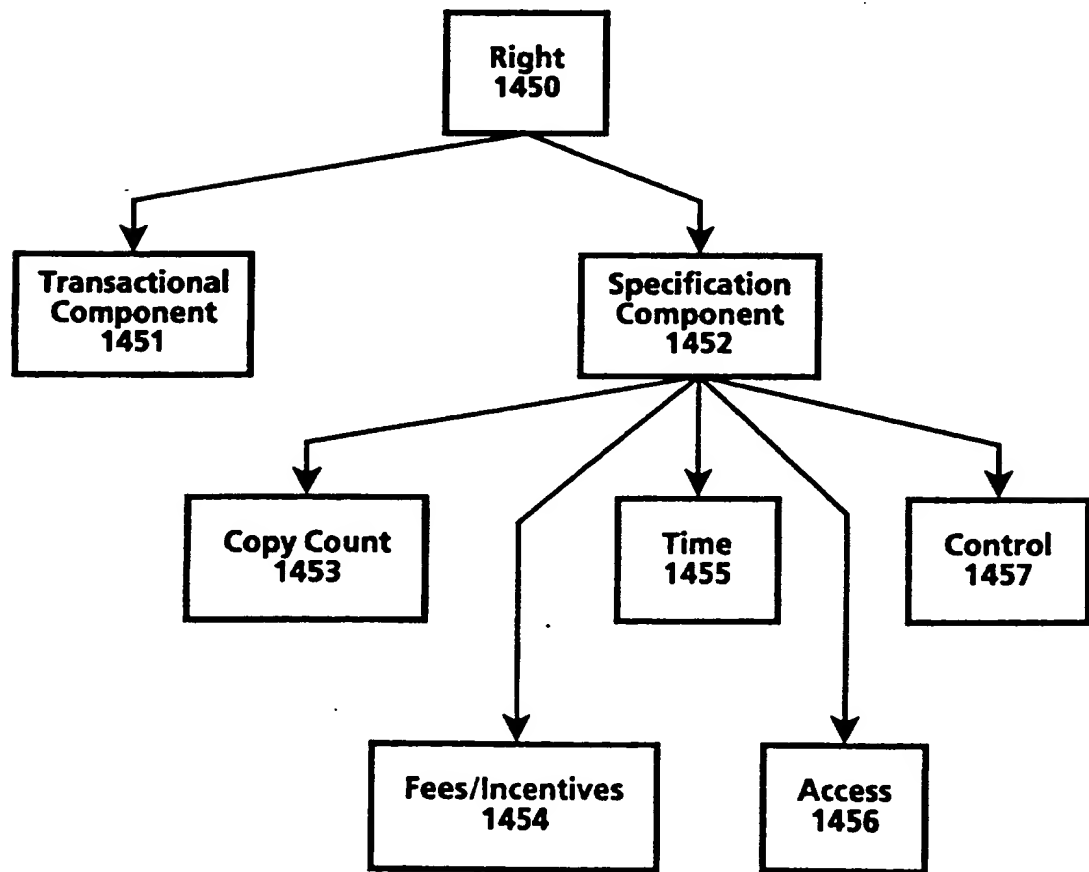 Right
1450
Transactional
Component
1451
Specification
Component
1452
Copy Count
1453
Time
1455
Control
1457
Fees/Incentives
1454
Access
1456